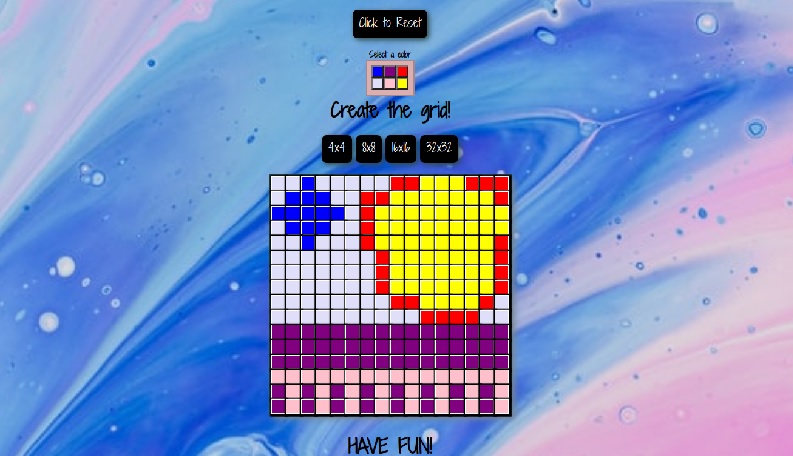 Click to Reset
Select a color
Create the grid!
4x4 8x8 16x16 32x32
HAVE FUN!